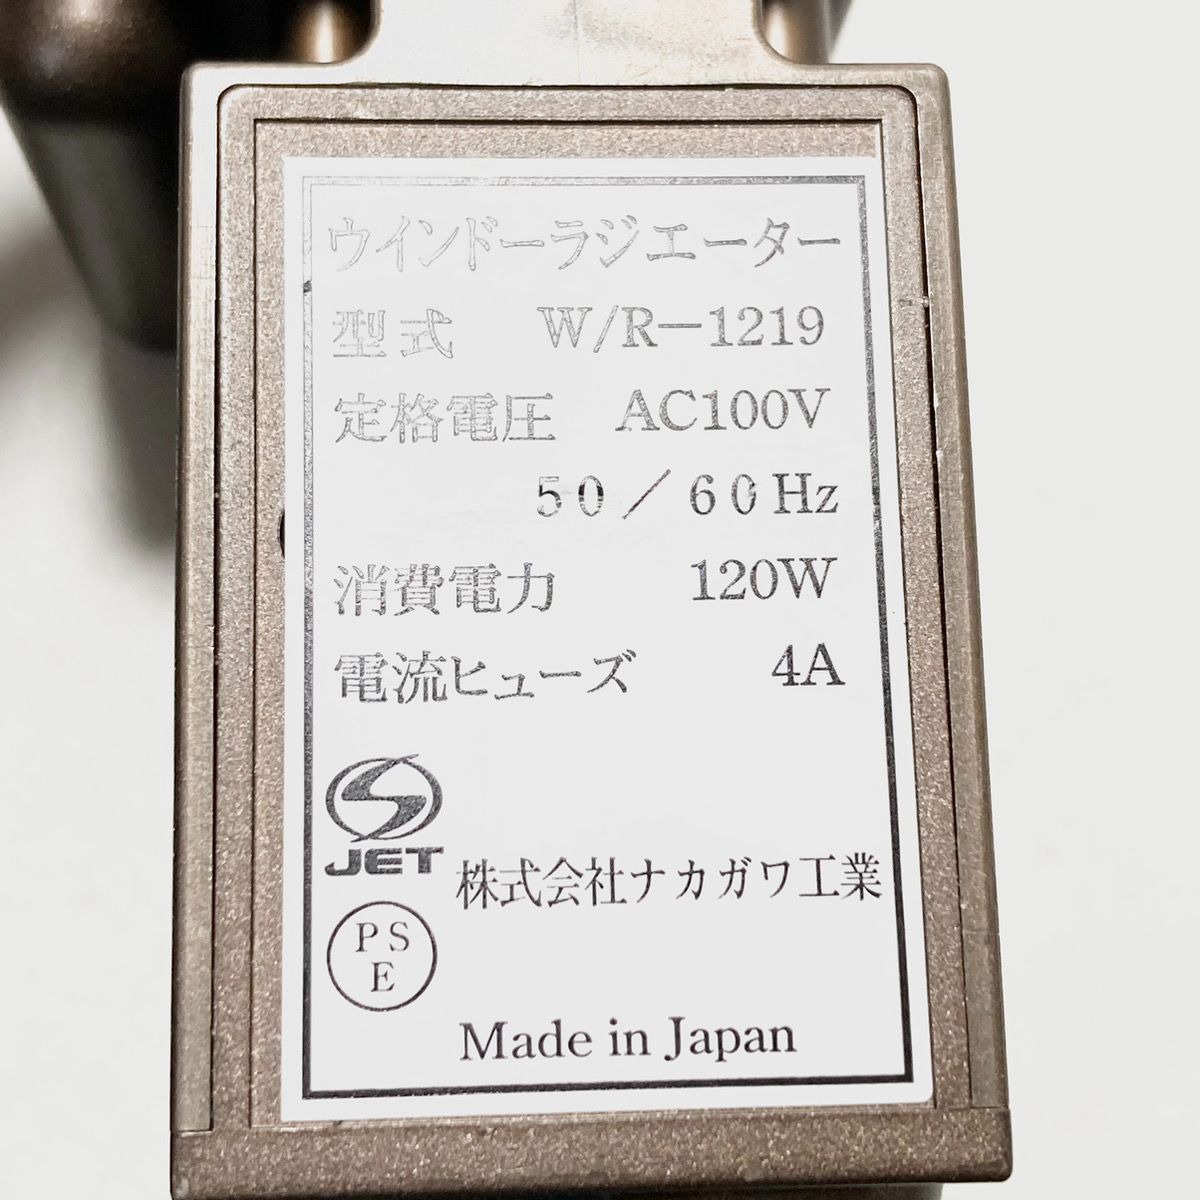 ウインドーラジエーター
型式 W/R-1219
定格電圧 AC100V
50/60Hz
消費電力 120W
電流ヒューズ 4A
JET
株式会社ナカガワ工業
PS
E
Made in Japan